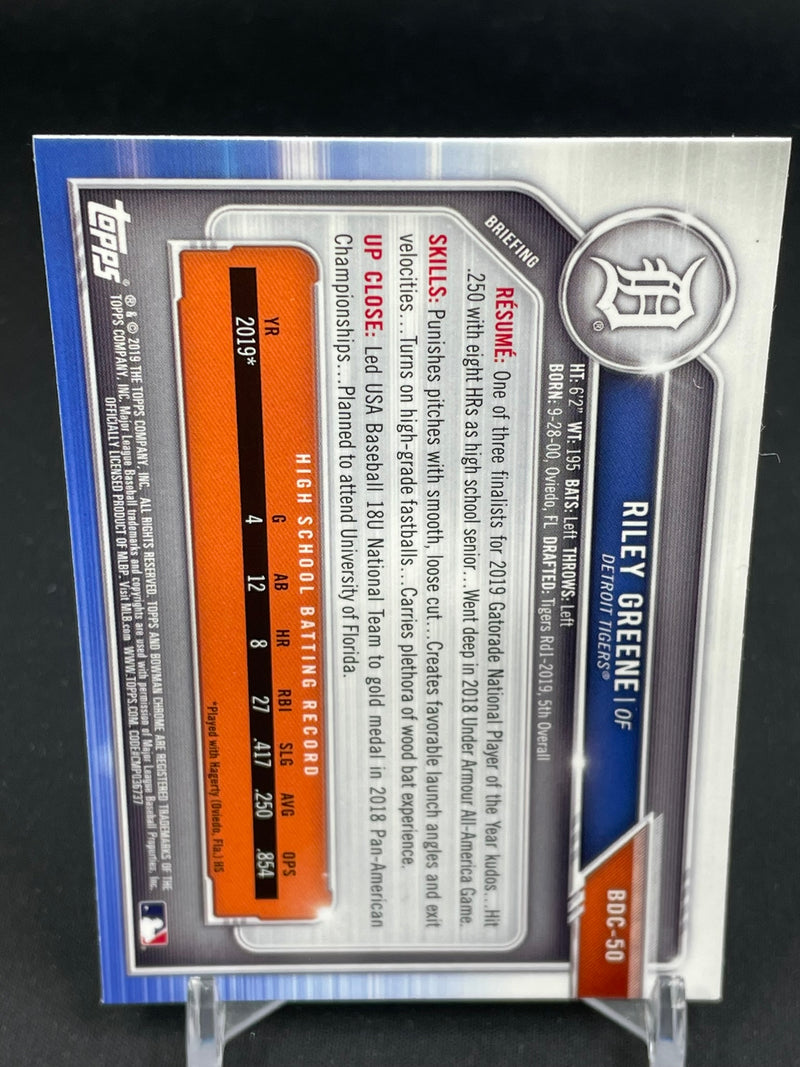 BDC-50
RILEY GREENE | OF
DETROIT TIGERS®
HT: 6'2" WT: 195 BATS: Left THROWS: Left
BORN: 9-28-00, Oviedo, FL DRAFTED: Tigers Rd1-2019, 5th Overall
®
BRIEFING
RÉSUMÉ: One of three finalists for 2019 Gatorade National Player of the Year kudos...Hit
.250 with eight HRs as high school senior...Went deep in 2018 Under Armour All-America Game.
SKILLS: Punishes pitches with smooth, loose cut...Creates favorable launch angles and exit
velocities...Turns on high-grade fastballs...Carries plethora of wood bat experience.
UP CLOSE: Led USA Baseball 18U National Team to gold medal in 2018 Pan-American
Championships...Planned to attend University of Florida.
HIGH SCHOOL BATTING RECORD
YR G AB HR RBI SLG AVG OPS
2019* 4 12 8 27 .417 .250 .854
*Played with Hagerty (Oviedo, Fla.) HS
topps®
® & © 2019 THE TOPPS COMPANY, INC. ALL RIGHTS RESERVED. TOPPS AND BOWMAN CHROME ARE REGISTERED TRADEMARKS OF THE
TOPPS COMPANY, INC. Major League Baseball trademarks and copyrights are used with permission of Major League Baseball Properties, Inc.
OFFICIALLY LICENSED PRODUCT OF MLBP. Visit MLB.com WWW.TOPPS.COM. CODE#CMP036737